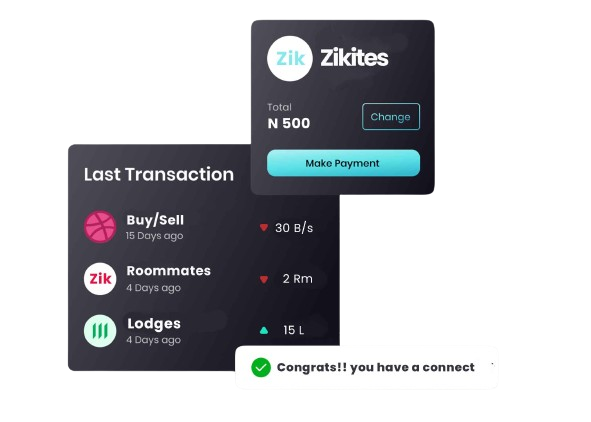 Zik Zikites
Total
N 500
Change
Make Payment
Last Transaction
Buy/Sell
15 Days ago
30 B/s
Zik
Roommates
4 Days ago
2 Rm
Lodges
4 Days ago
15 L
Congrats!! you have a connect